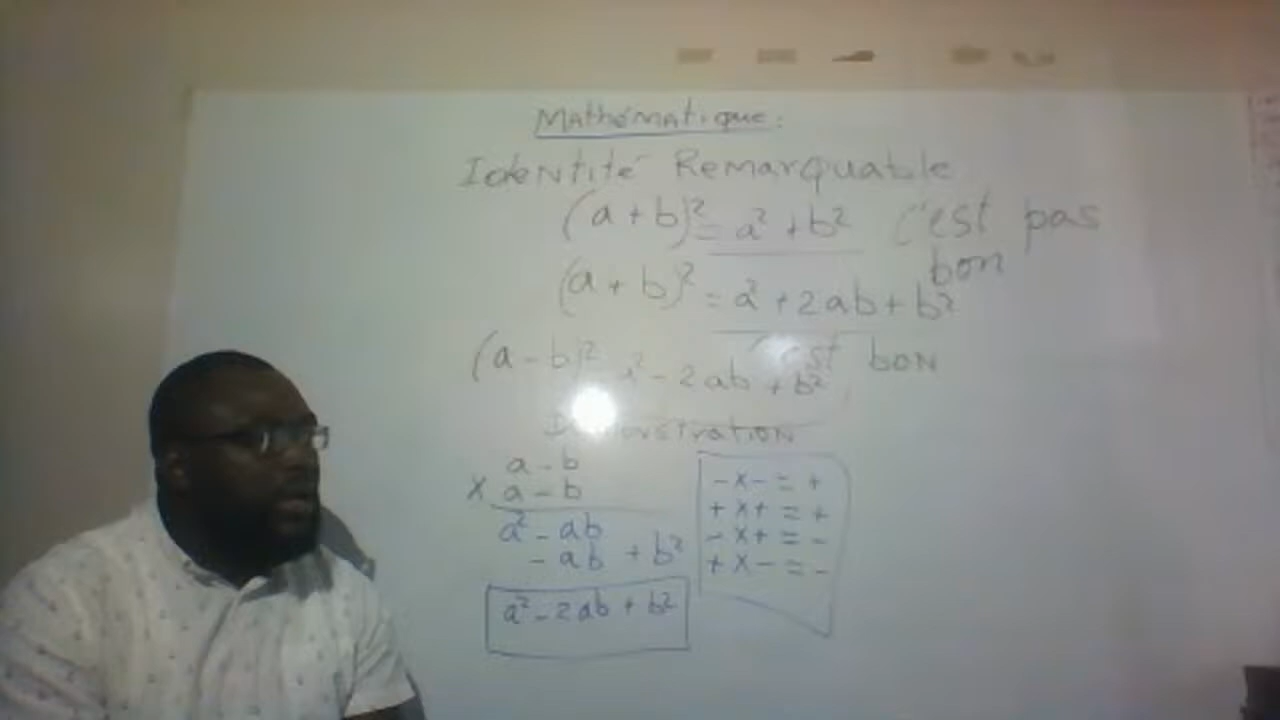 Mathématique:
Identité Remarquable
(a + b)² = a² + b² c'est pas
bon
(a + b)² = a² + 2ab + b²
c'est bon
(a - b)² a² - 2ab + b²
Démonstration
a - b
x a - b
a² - ab
- ab + b²
a² - 2ab + b²
- x - = +
+ x + = +
- x + = -
+ x - = -